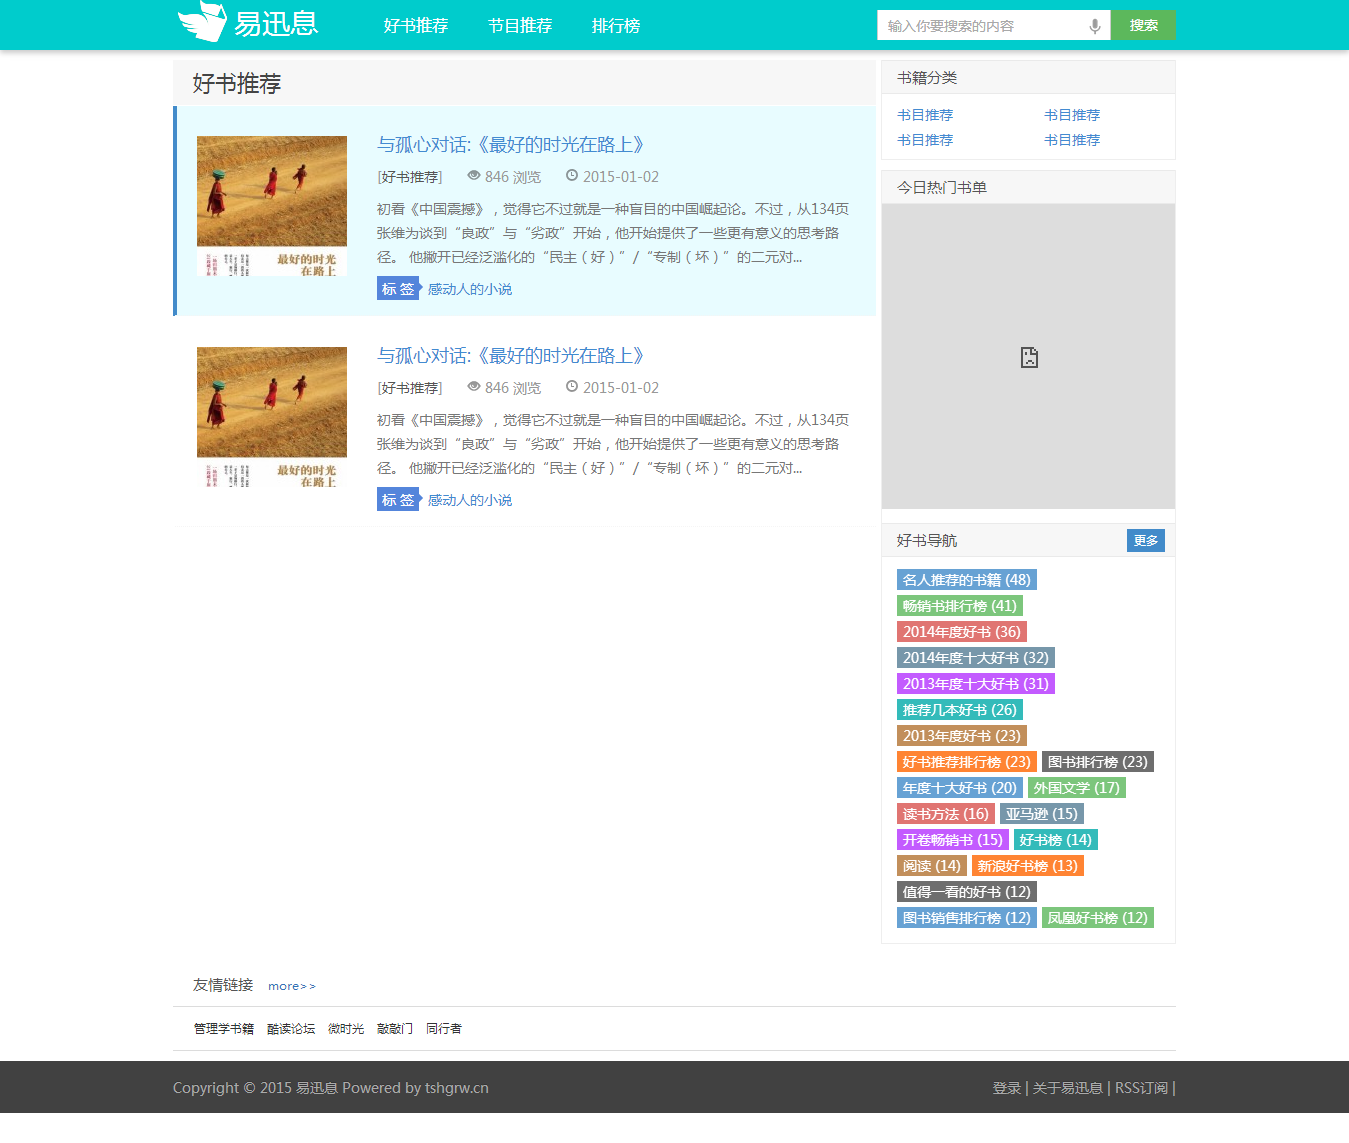 易迅息
好书推荐 节目推荐 排行榜
输入你要搜索的内容 搜索
好书推荐
与孤心对话:《最好的时光在路上》
[好书推荐] 846 浏览 2015-01-02
初看《中国震撼》，觉得它不过就是一种盲目的中国崛起论。不过，从134页
张维为谈到“良政”与“劣政”开始，他开始提供了一些更有意义的思考路
径。 他撇开已经泛滥化的“民主（好）”/“专制（坏）”的二元对...
标 签 感动人的小说
最好的时光
在路上
与孤心对话:《最好的时光在路上》
[好书推荐] 846 浏览 2015-01-02
初看《中国震撼》，觉得它不过就是一种盲目的中国崛起论。不过，从134页
张维为谈到“良政”与“劣政”开始，他开始提供了一些更有意义的思考路
径。 他撇开已经泛滥化的“民主（好）”/“专制（坏）”的二元对...
标 签 感动人的小说
最好的时光
在路上
书籍分类
书目推荐 书目推荐
书目推荐 书目推荐
今日热门书单
好书导航 更多
名人推荐的书籍 (48)
畅销书排行榜 (41)
2014年度好书 (36)
2014年度十大好书 (32)
2013年度十大好书 (31)
推荐几本好书 (26)
2013年度好书 (23)
好书推荐排行榜 (23) 图书排行榜 (23)
年度十大好书 (20) 外国文学 (17)
读书方法 (16) 亚马逊 (15)
开卷畅销书 (15) 好书榜 (14)
阅读 (14) 新浪好书榜 (13)
值得一看的好书 (12)
图书销售排行榜 (12) 凤凰好书榜 (12)
友情链接 more>>
管理学书籍 酷读论坛 微时光 敲敲门 同行者
Copyright © 2015 易迅息 Powered by tshgrw.cn
登录 | 关于易迅息 | RSS订阅 |